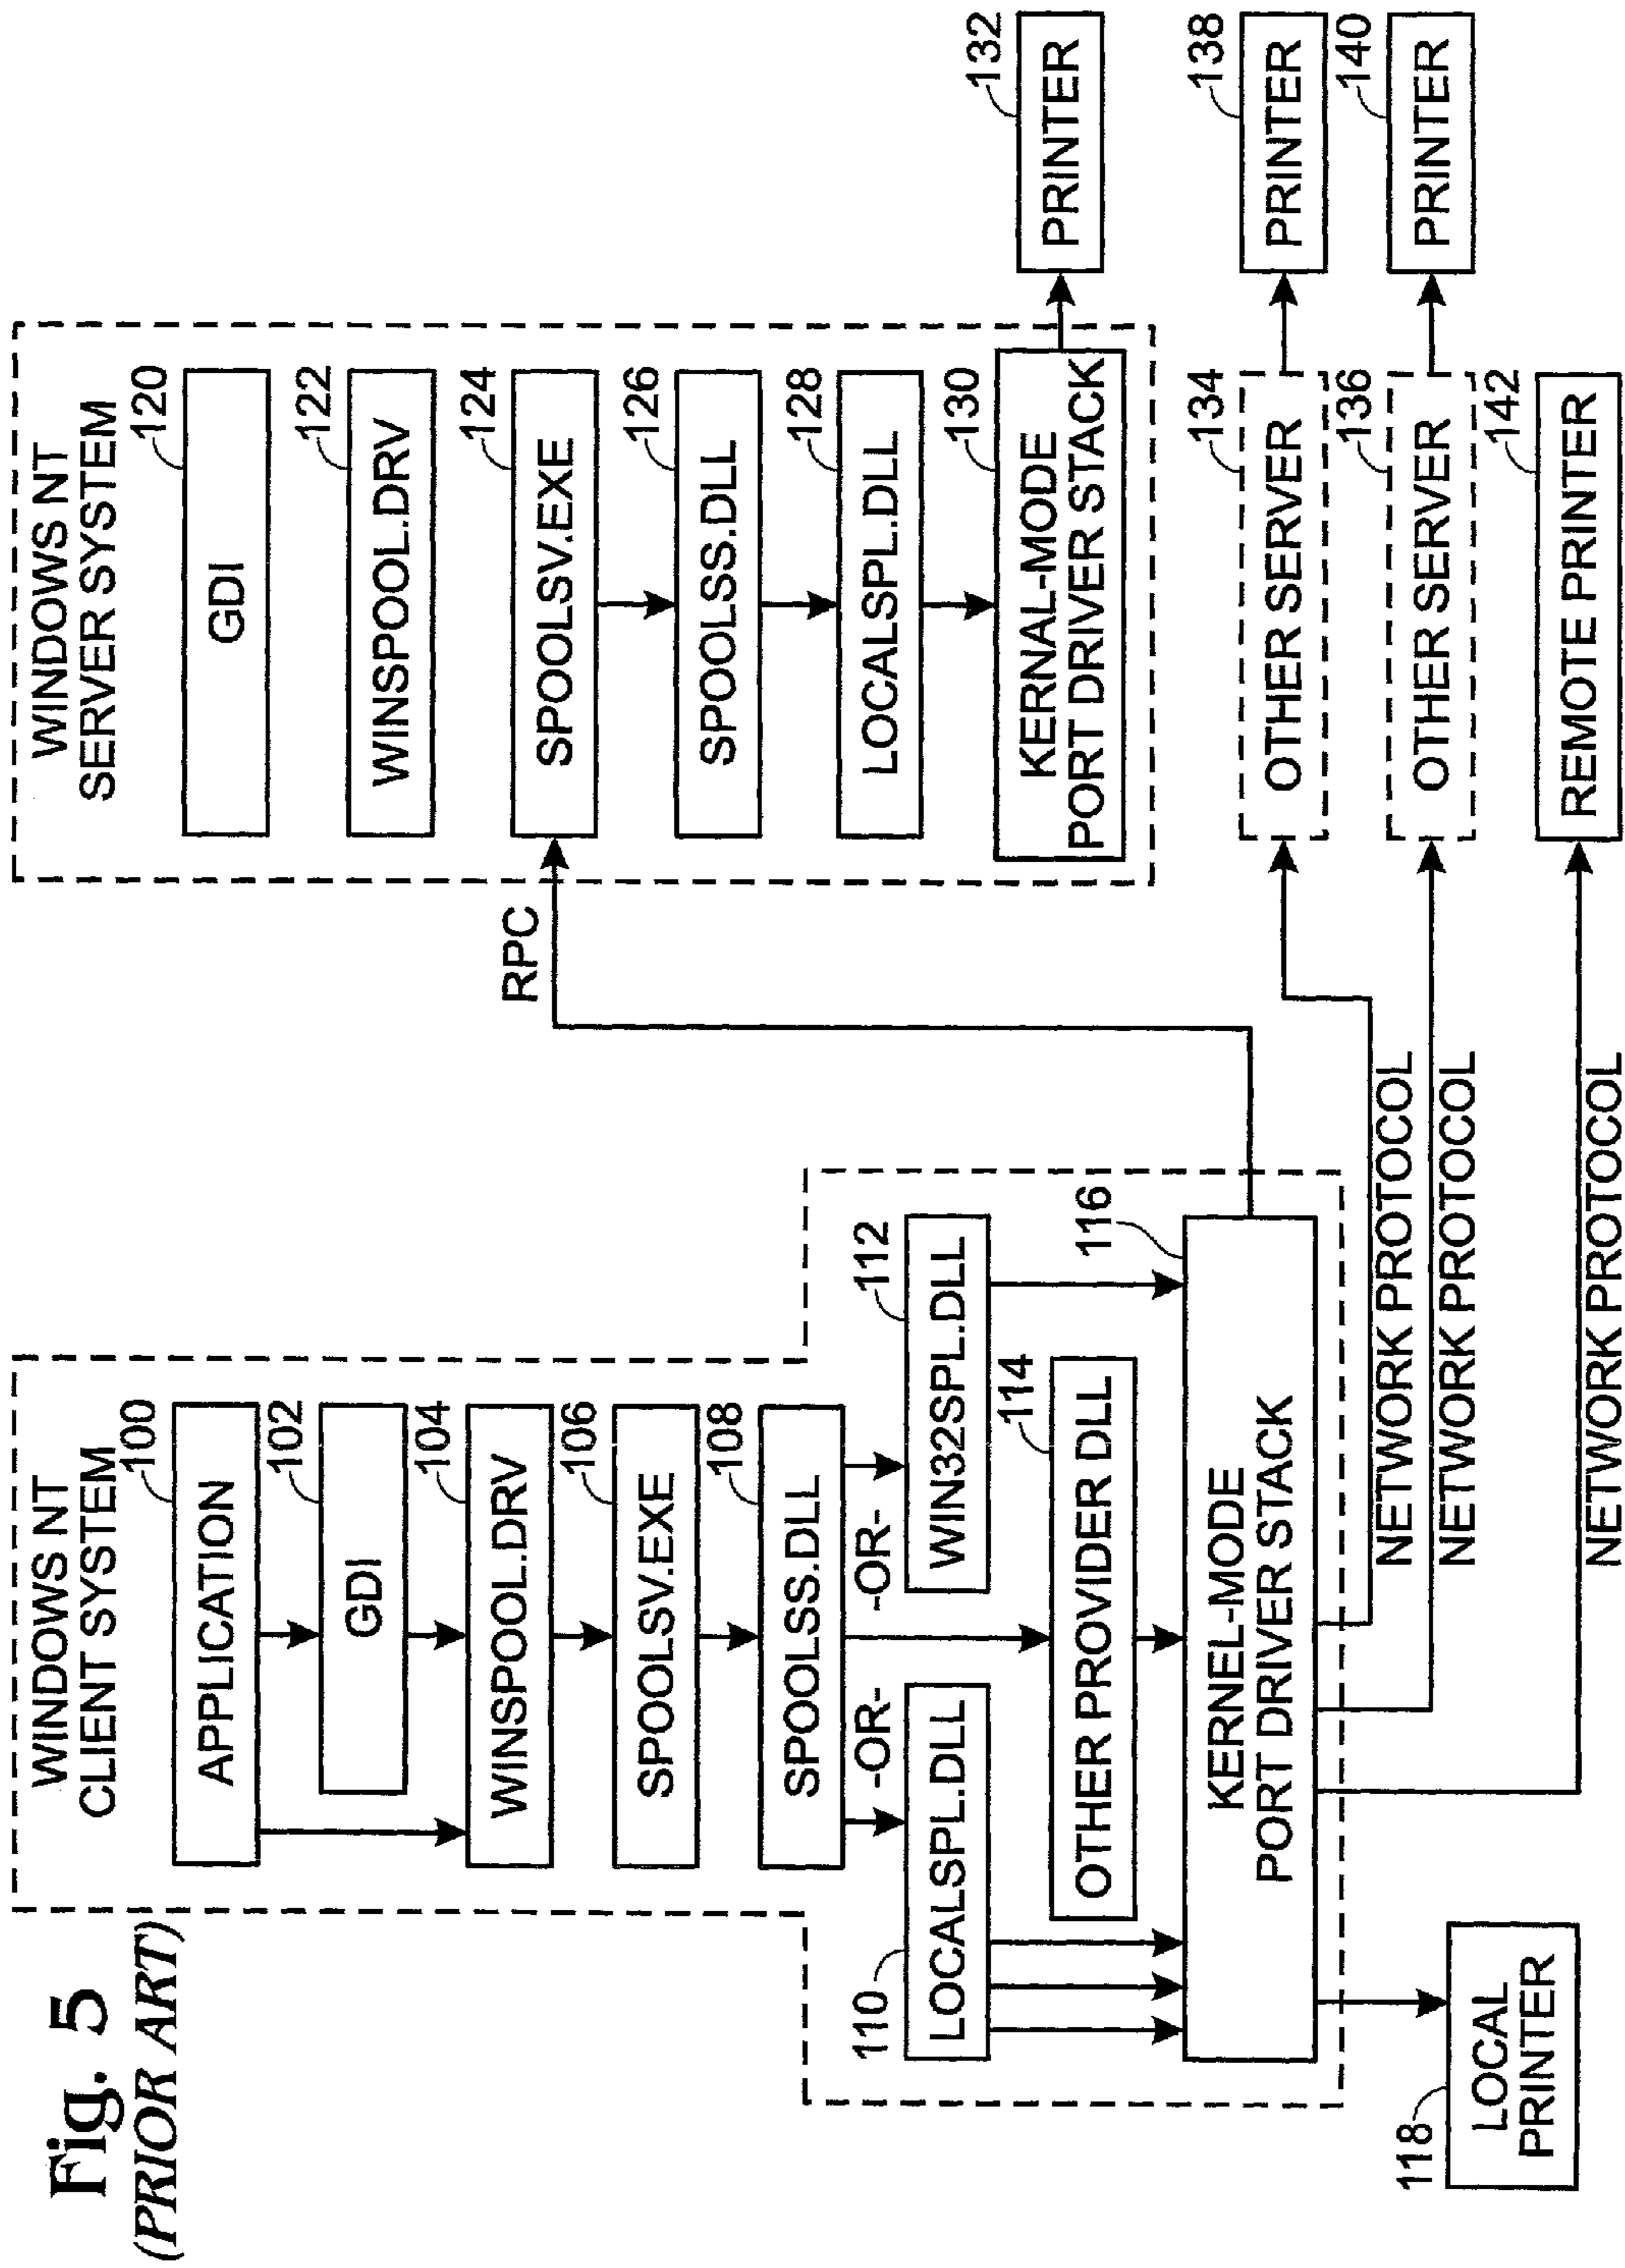 Fig. 5
(PRIOR ART)
WINDOWS NT
CLIENT SYSTEM
100
APPLICATION
102
GDI
104
WINSPOOL.DRV
106
SPOOLSV.EXE
108
SPOOLSS.DLL
-OR-
-OR-
110
LOCALSPL.DLL
112
WIN32SPL.DLL
114
OTHER PROVIDER DLL
116
KERNEL-MODE
PORT DRIVER STACK
118
LOCAL
PRINTER
RPC
NETWORK PROTOCOL
NETWORK PROTOCOL
NETWORK PROTOCOL
WINDOWS NT
SERVER SYSTEM
120
GDI
122
WINSPOOL.DRV
124
SPOOLSV.EXE
126
SPOOLSS.DLL
128
LOCALSPL.DLL
130
KERNAL-MODE
PORT DRIVER STACK
132
PRINTER
134
OTHER SERVER
138
PRINTER
136
OTHER SERVER
140
PRINTER
142
REMOTE PRINTER